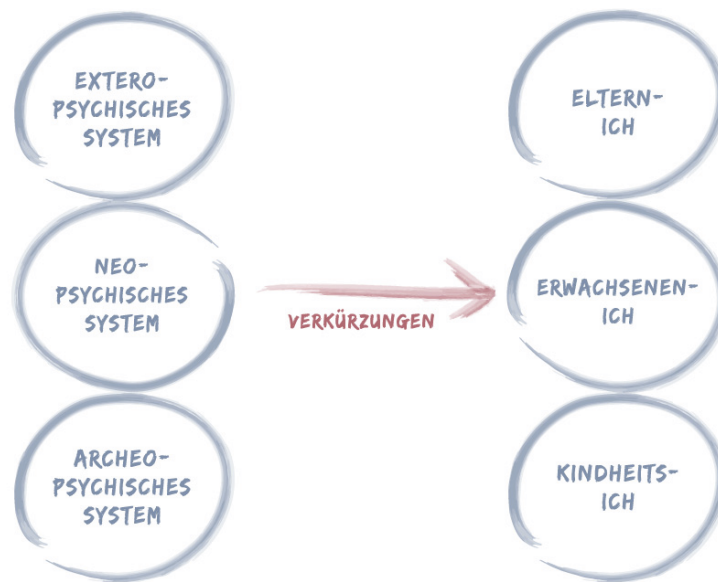 EXTERO-
PSYCHISCHES
SYSTEM
ELTERN-
ICH
NEO-
PSYCHISCHES
SYSTEM
VERKÜRZUNGEN
ERWACHSENEN-
ICH
ARCHEO-
PSYCHISCHES
SYSTEM
KINDHEITS-
ICH